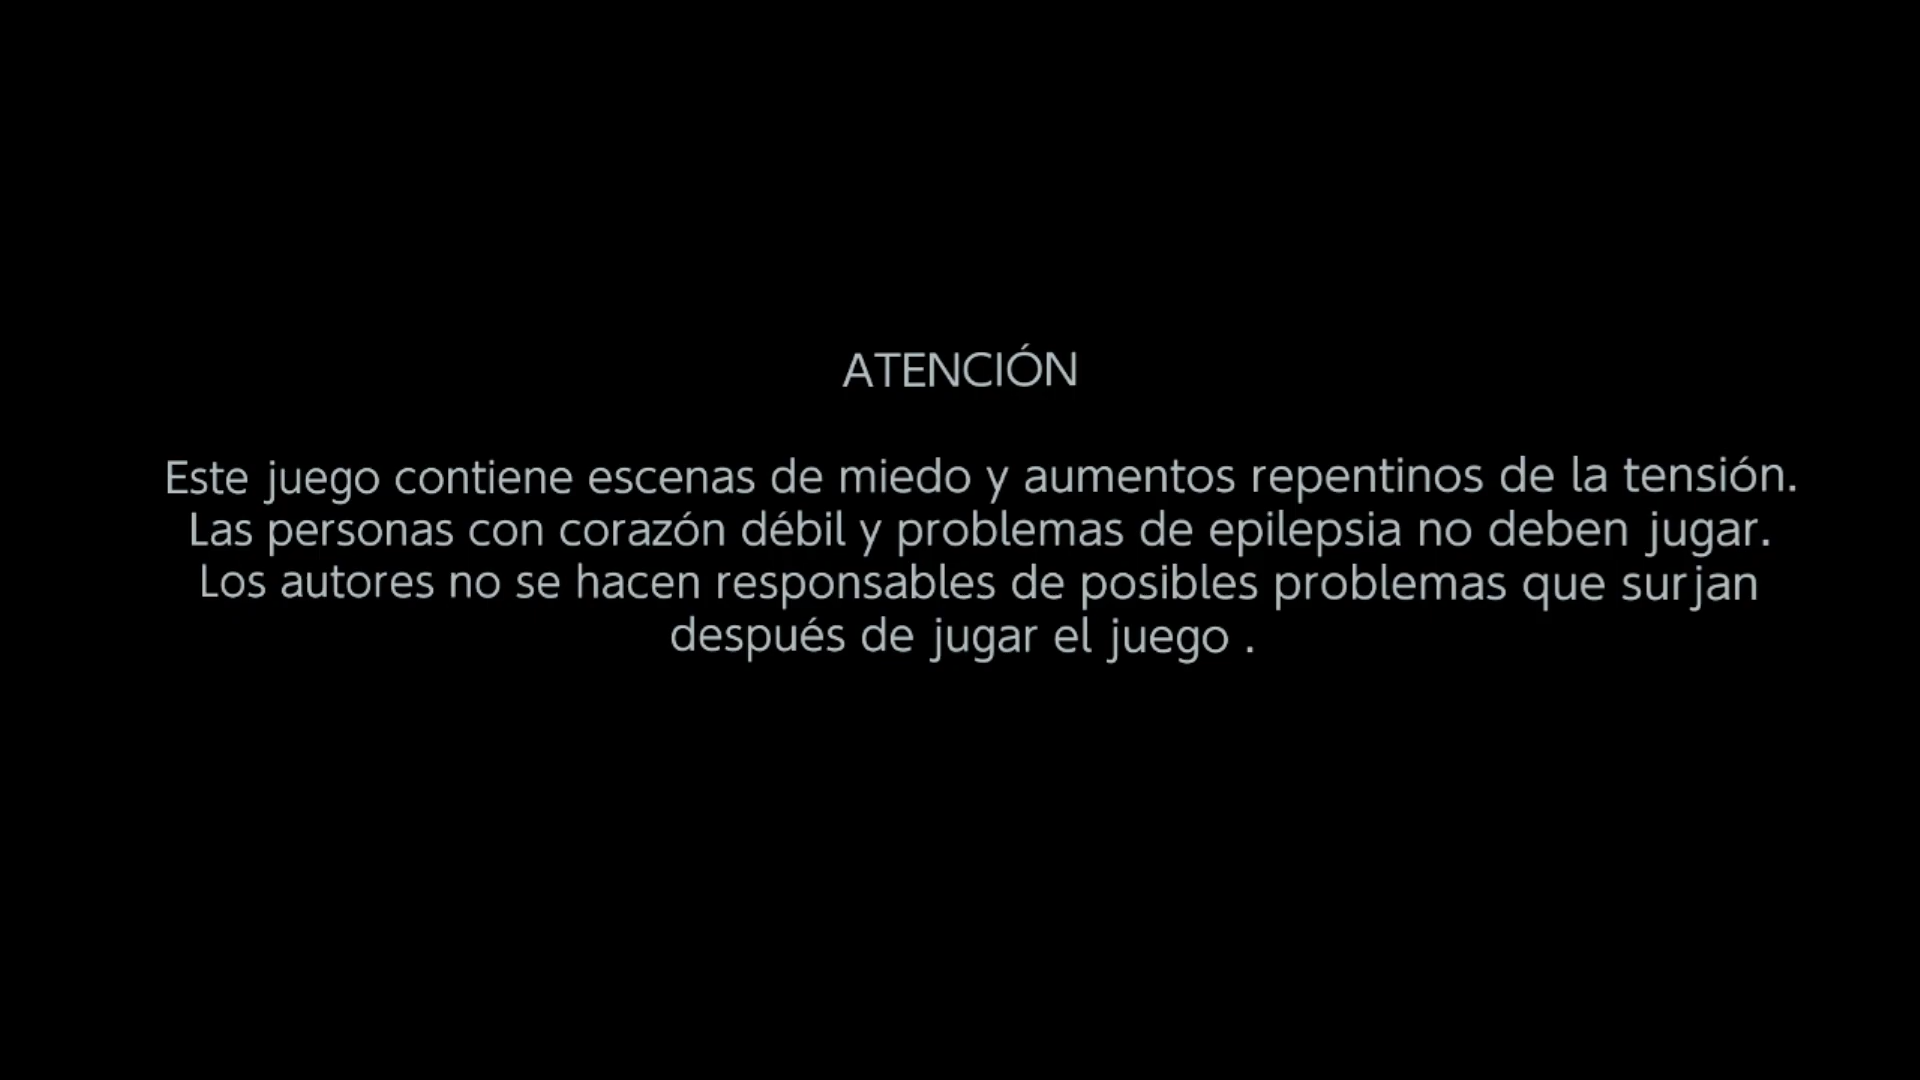 ATENCIÓN
Este juego contiene escenas de miedo y aumentos repentinos de la tensión.
Las personas con corazón débil y problemas de epilepsia no deben jugar.
Los autores no se hacen responsables de posibles problemas que surjan
después de jugar el juego .